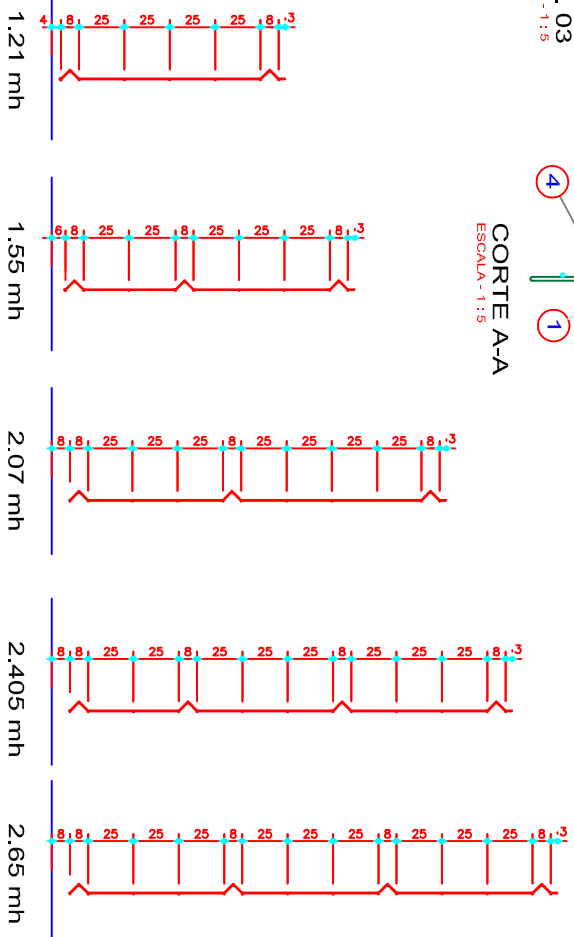 03
- 1:5
4
1
CORTE A-A
ESCALA - 1:5
4 8 25 25 25 25 8 3
1.21 mh
6 8 25 25 8 25 25 25 8 3
1.55 mh
8 8 25 25 25 8 25 25 25 25 8 3
2.07 mh
8 8 25 25 8 25 25 25 8 25 25 25 8 3
2.405 mh
8 8 25 25 25 8 25 25 25 8 25 25 25 8 3
2.65 mh